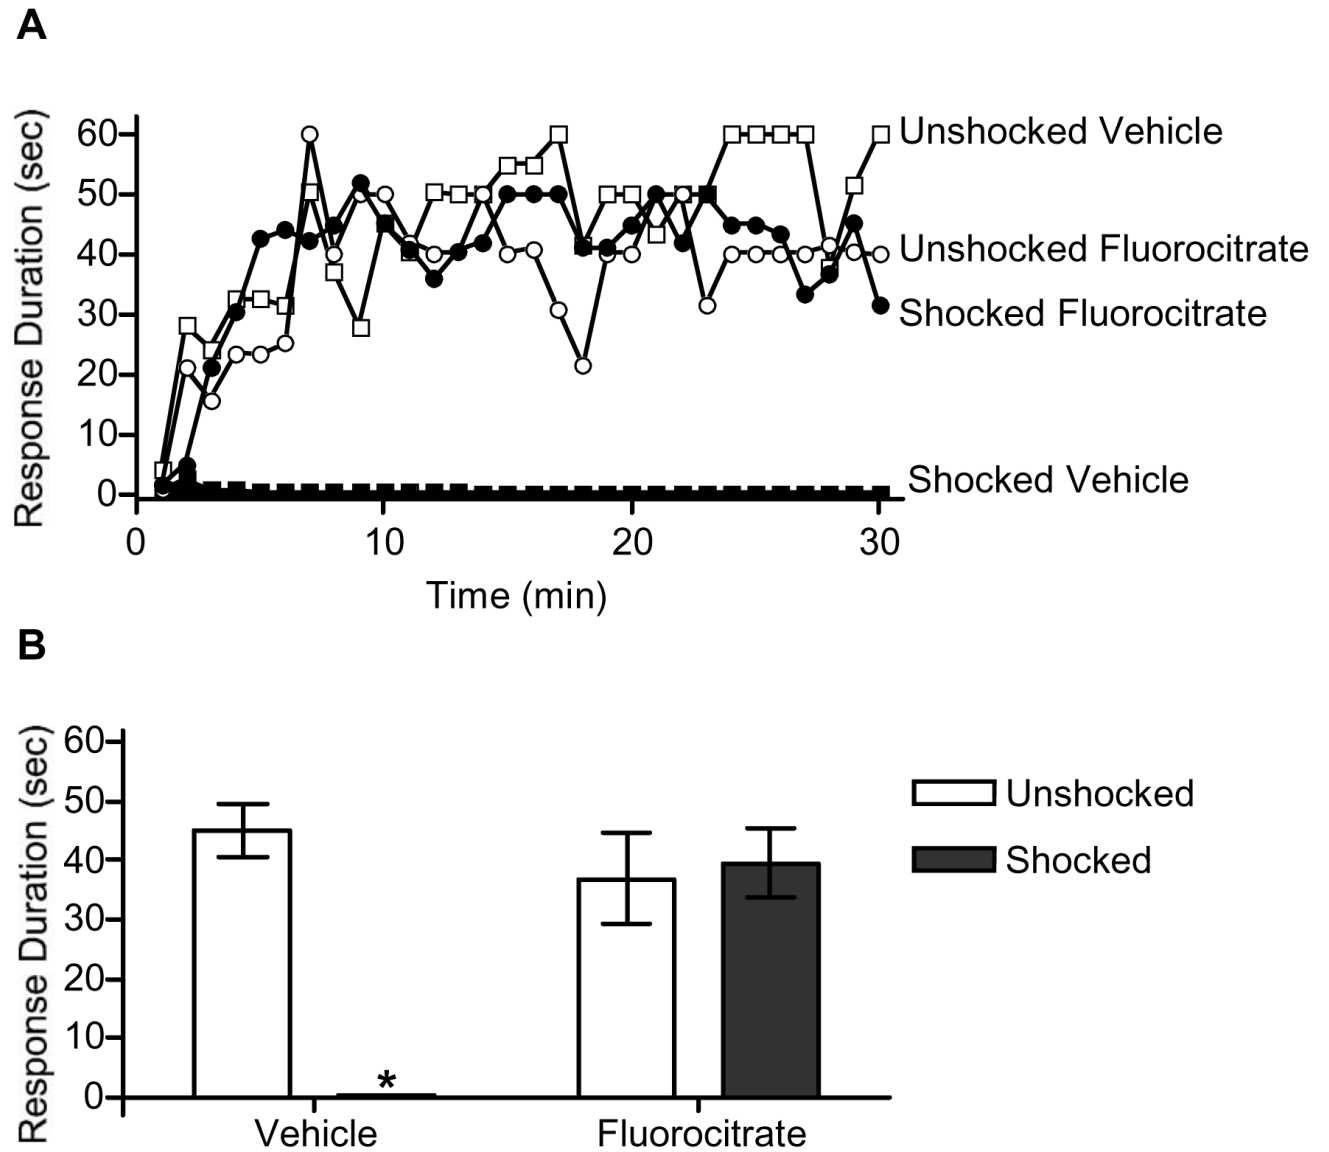 A
Response Duration (sec)
60
50
40
30
20
10
0
Unshocked Vehicle
Unshocked Fluorocitrate
Shocked Fluorocitrate
Shocked Vehicle
0 10 20 30
Time (min)
B
Response Duration (sec)
60
50
40
30
20
10
0
*
Unshocked
Shocked
Vehicle Fluorocitrate